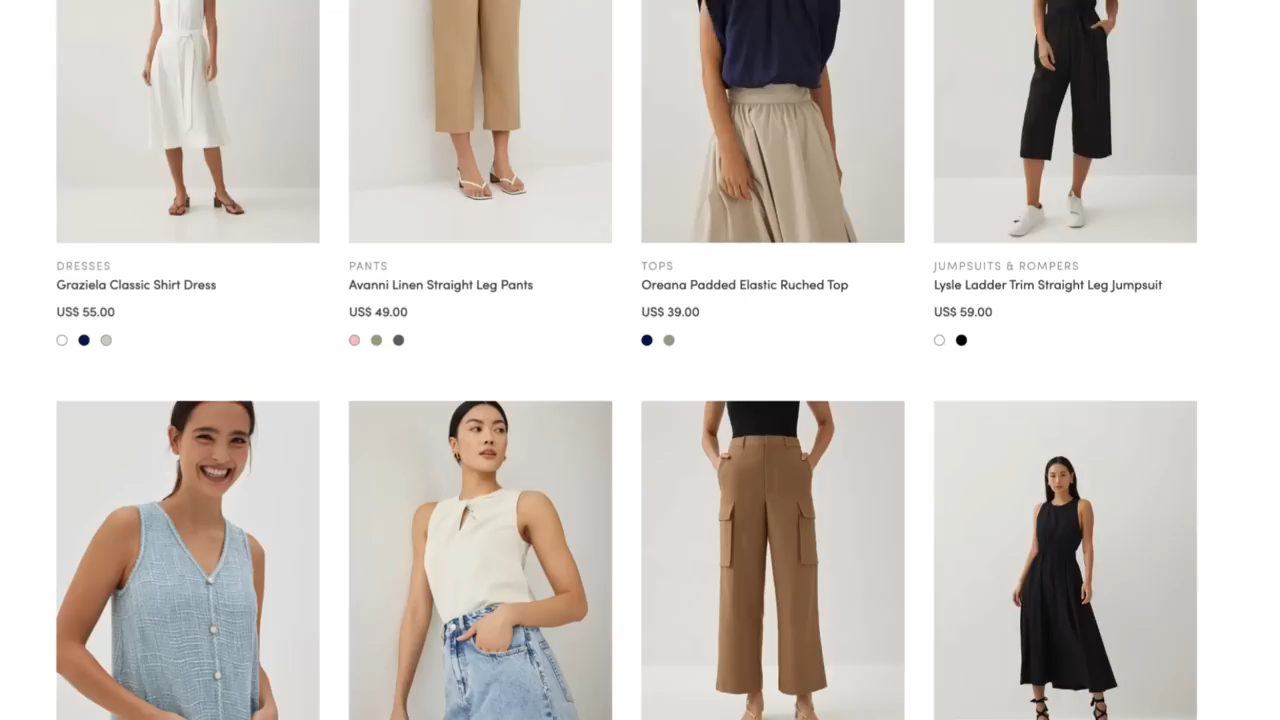 DRESSES
Graziela Classic Shirt Dress
US$ 55.00
PANTS
Avanni Linen Straight Leg Pants
US$ 49.00
TOPS
Oreana Padded Elastic Ruched Top
US$ 39.00
JUMPSUITS & ROMPERS
Lysle Ladder Trim Straight Leg Jumpsuit
US$ 59.00